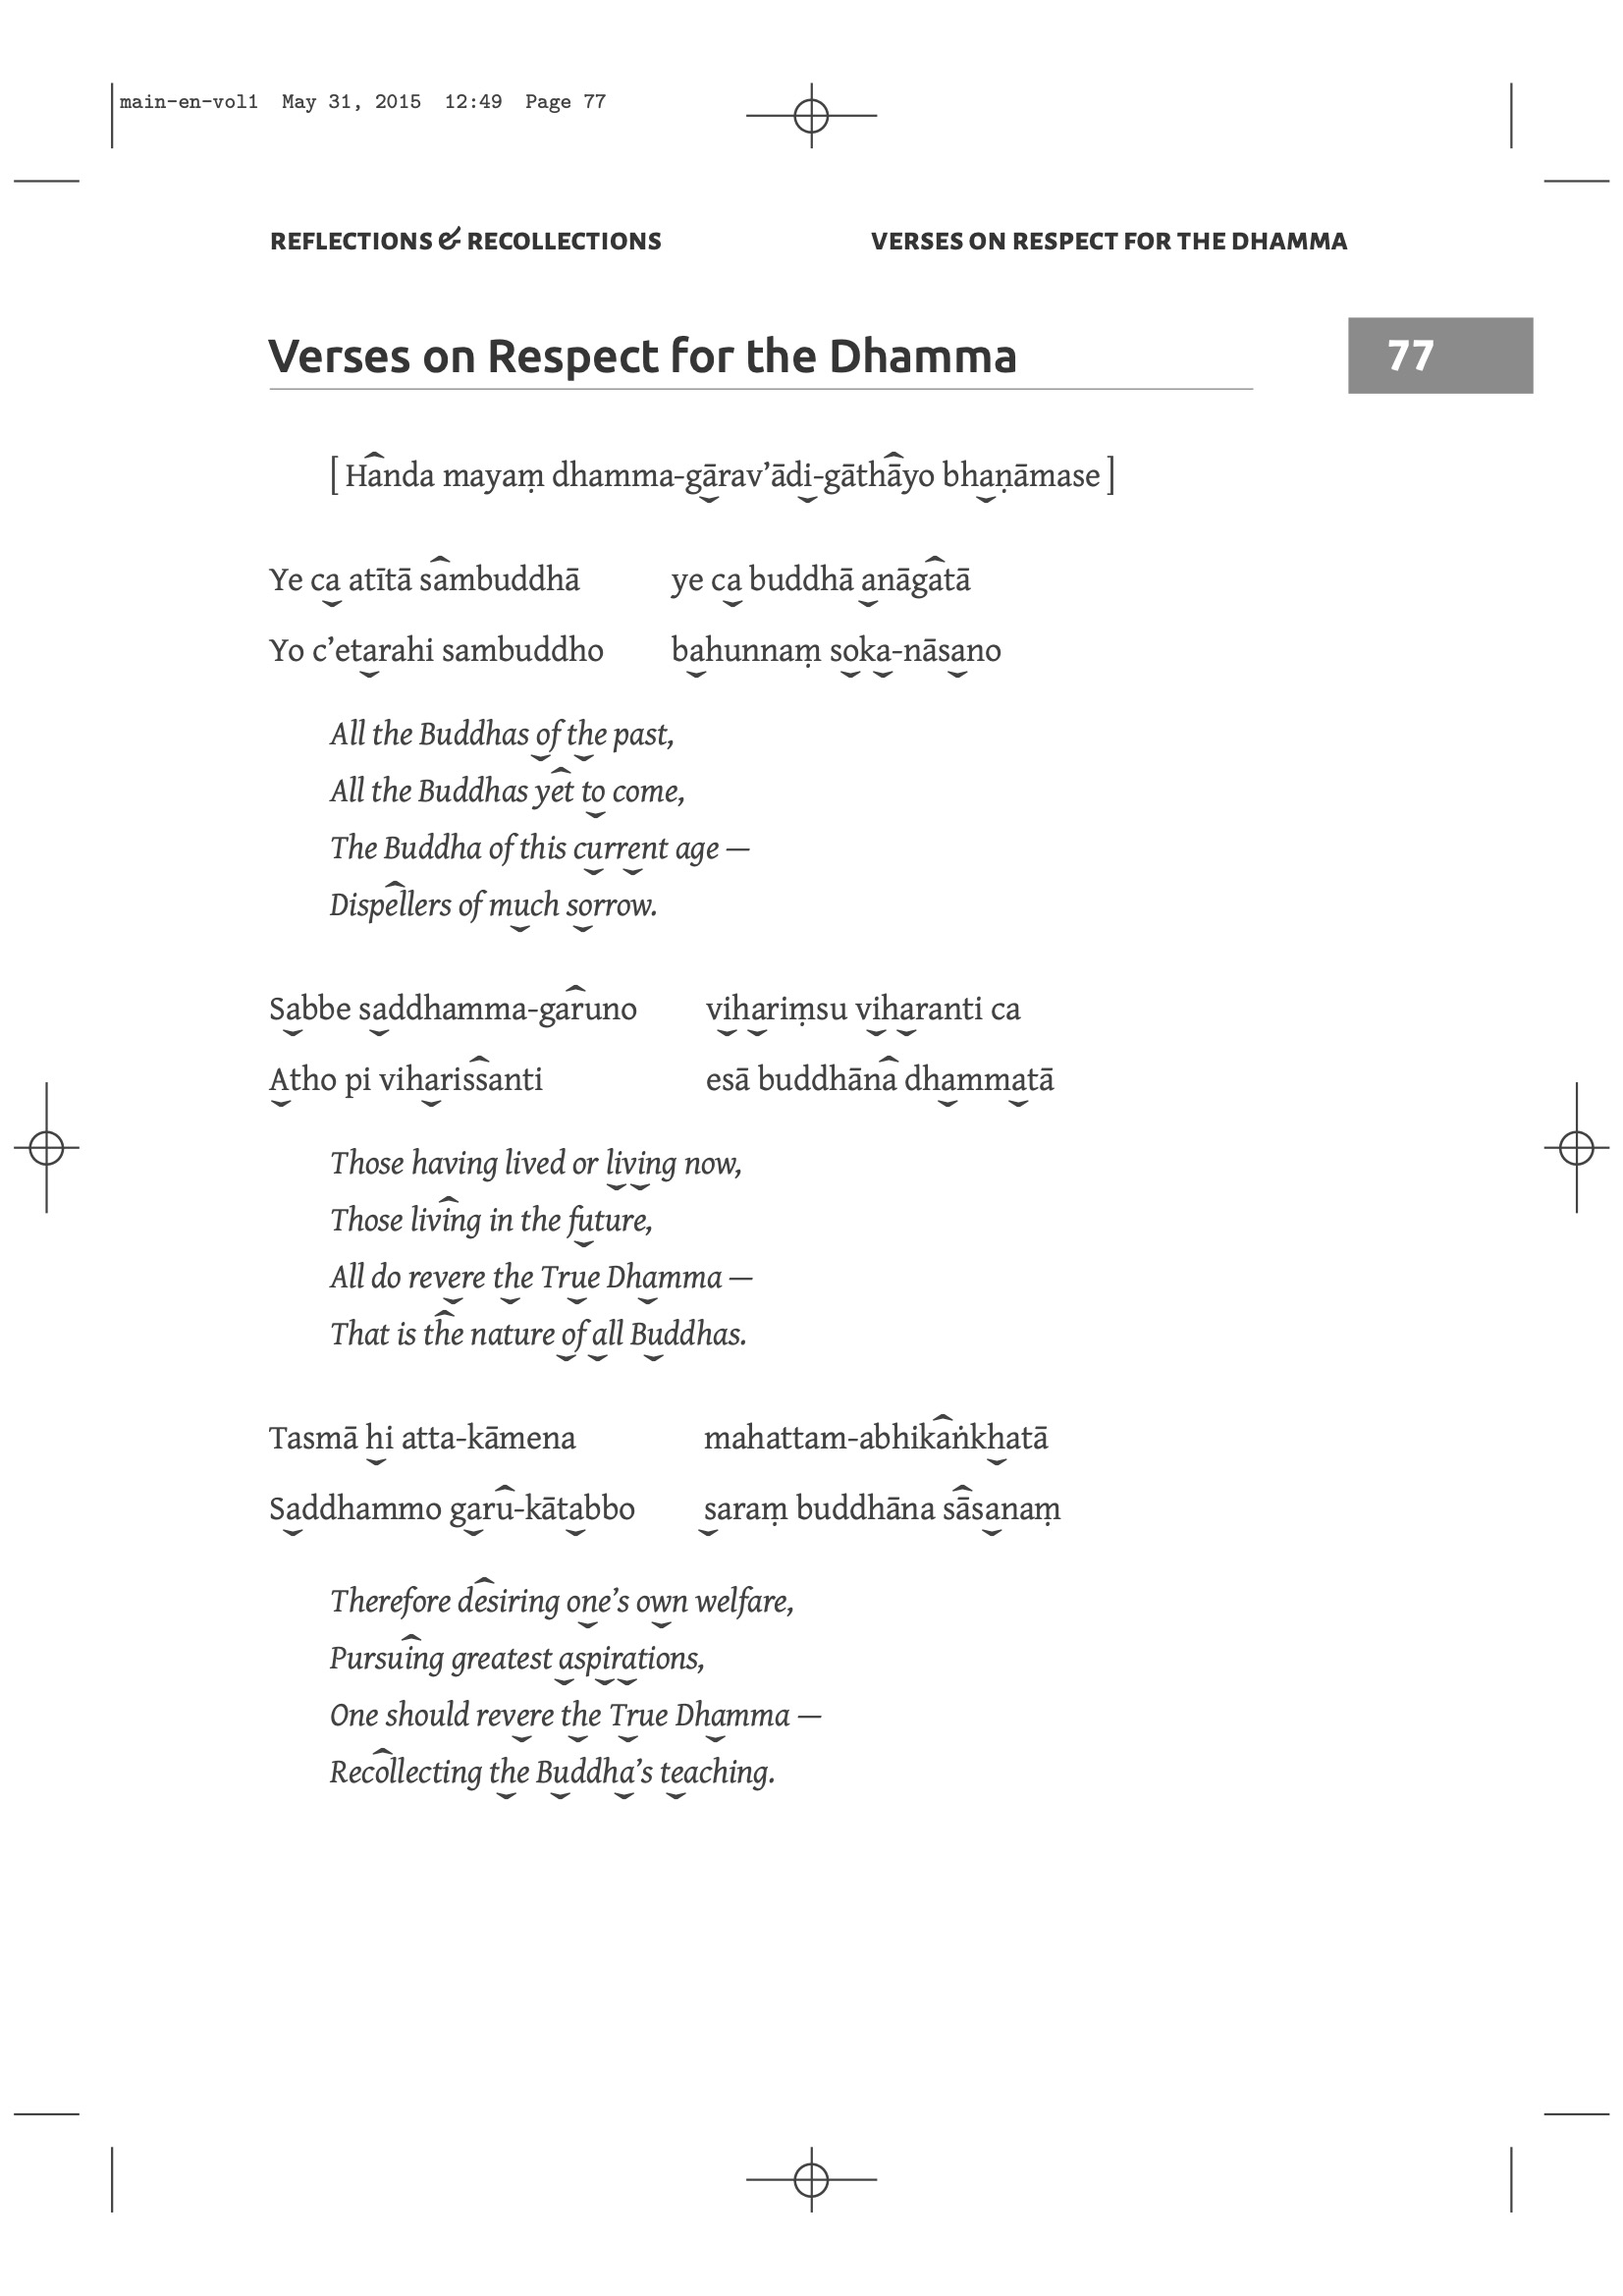 main-en-vol1 May 31, 2015 12:49 Page 77
REFLECTIONS & RECOLLECTIONS VERSES ON RESPECT FOR THE DHAMMA
Verses on Respect for the Dhamma 77
[ Handa mayaṃ dhamma-gārav’ādi-gāthāyo bhaṇāmase ]
Ye ca atītā sambuddhā ye ca buddhā anāgatā
Yo c’etarahi sambuddho bahunnaṃ soka-nāsano
All the Buddhas of the past,
All the Buddhas yet to come,
The Buddha of this current age —
Dispellers of much sorrow.
Sabbe saddhamma-garuno vihariṃsu viharanti ca
Atho pi viharissanti esā buddhāna dhammatā
Those having lived or living now,
Those living in the future,
All do revere the True Dhamma —
That is the nature of all Buddhas.
Tasmā hi atta-kāmena mahattam-abhikaṅkhatā
Saddhammo garu-kātabbo saraṃ buddhāna sāsanaṃ
Therefore desiring one’s own welfare,
Pursuing greatest aspirations,
One should revere the True Dhamma —
Recollecting the Buddha’s teaching.